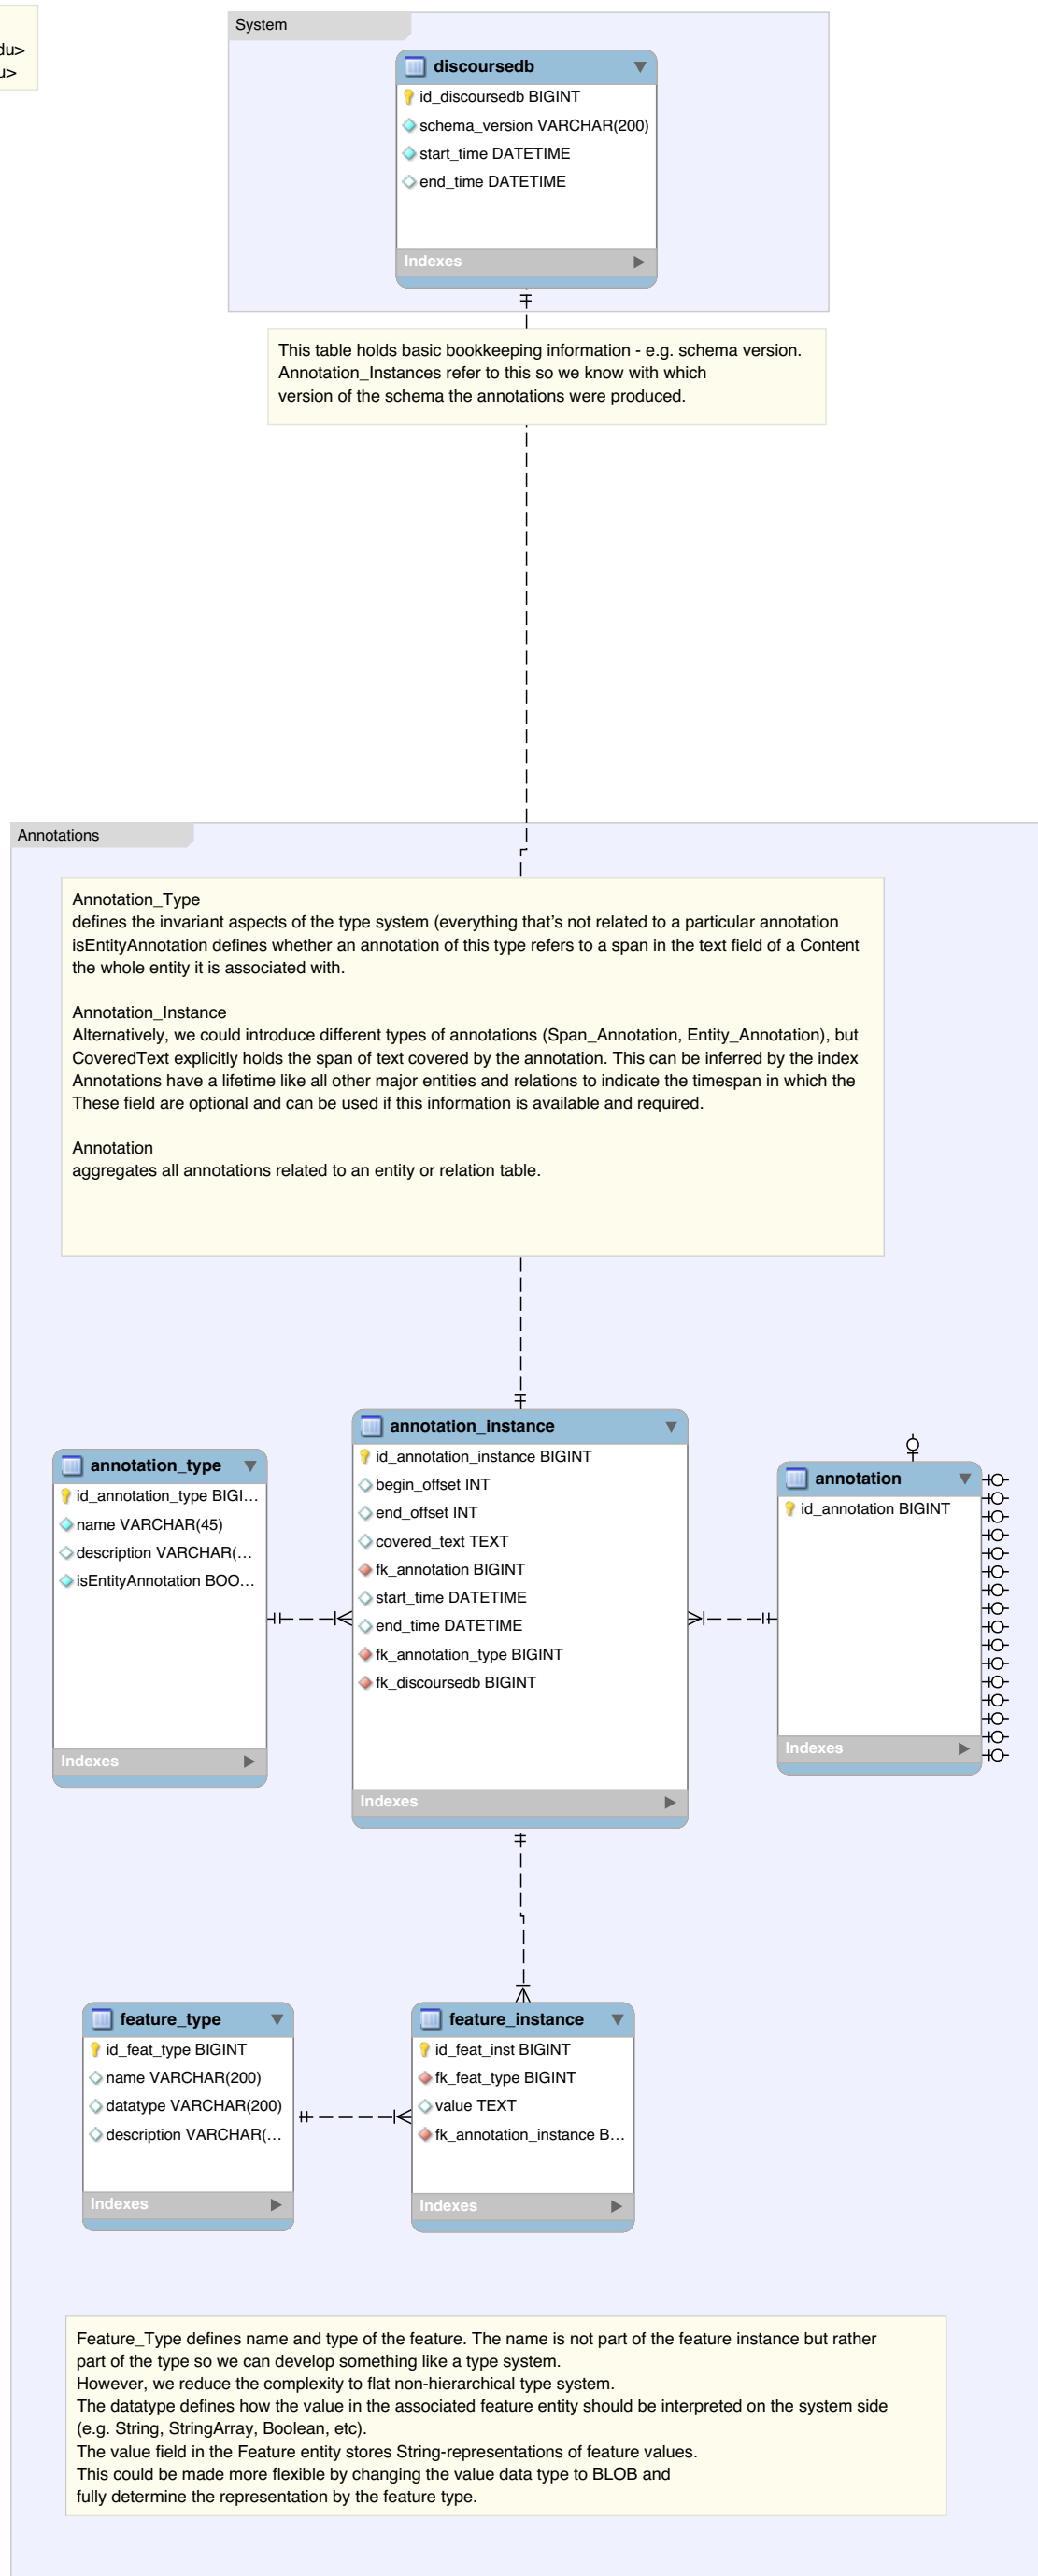 du>
u>
System
discoursedb
id_discoursedb BIGINT
schema_version VARCHAR(200)
start_time DATETIME
end_time DATETIME
Indexes
This table holds basic bookkeeping information - e.g. schema version.
Annotation_Instances refer to this so we know with which
version of the schema the annotations were produced.
Annotations
Annotation_Type
defines the invariant aspects of the type system (everything that's not related to a particular annotation
isEntityAnnotation defines whether an annotation of this type refers to a span in the text field of a Content
the whole entity it is associated with.
Annotation_Instance
Alternatively, we could introduce different types of annotations (Span_Annotation, Entity_Annotation), but
CoveredText explicitly holds the span of text covered by the annotation. This can be inferred by the index
Annotations have a lifetime like all other major entities and relations to indicate the timespan in which the
These field are optional and can be used if this information is available and required.
Annotation
aggregates all annotations related to an entity or relation table.
annotation_type
id_annotation_type BIGI...
name VARCHAR(45)
description VARCHAR(...
isEntityAnnotation BOO...
Indexes
annotation_instance
id_annotation_instance BIGINT
begin_offset INT
end_offset INT
covered_text TEXT
fk_annotation BIGINT
start_time DATETIME
end_time DATETIME
fk_annotation_type BIGINT
fk_discoursedb BIGINT
Indexes
annotation
id_annotation BIGINT
Indexes
feature_type
id_feat_type BIGINT
name VARCHAR(200)
datatype VARCHAR(200)
description VARCHAR(...
Indexes
feature_instance
id_feat_inst BIGINT
fk_feat_type BIGINT
value TEXT
fk_annotation_instance B...
Indexes
Feature_Type defines name and type of the feature. The name is not part of the feature instance but rather
part of the type so we can develop something like a type system.
However, we reduce the complexity to flat non-hierarchical type system.
The datatype defines how the value in the associated feature entity should be interpreted on the system side
(e.g. String, StringArray, Boolean, etc).
The value field in the Feature entity stores String-representations of feature values.
This could be made more flexible by changing the value data type to BLOB and
fully determine the representation by the feature type.